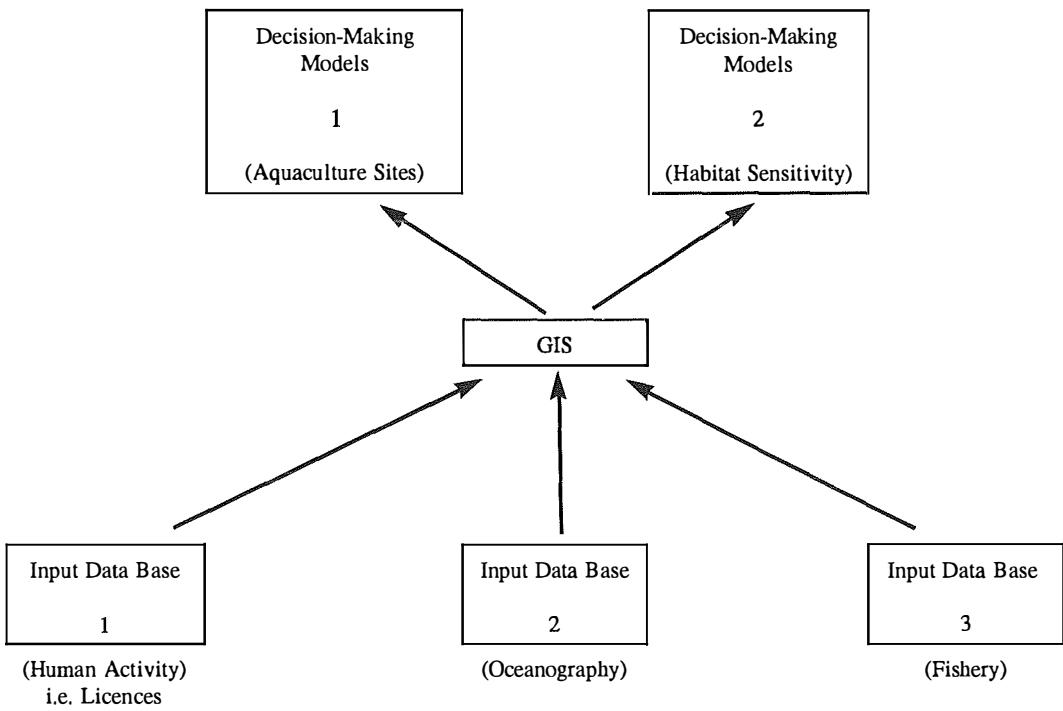 Decision-Making
Models
1
(Aquaculture Sites)
Decision-Making
Models
2
(Habitat Sensitivity)
GIS
Input Data Base
1
(Human Activity)
i.e. Licences
Input Data Base
2
(Oceanography)
Input Data Base
3
(Fishery)